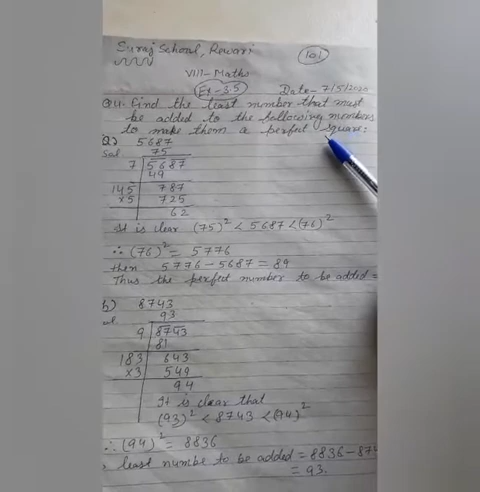 Suraj School, Rewari
101
VIII- Maths
Ex-3.5
Date- 7/5/2020
Q4. Find the least number that must
be added to the following numbers
to make them a perfect square:
(a) 5687
Sol 75
7 5687
49
145 787
x5 725
62
It is clear (75)² < 5687 < (76)²
∴ (76)² = 5776
then 5776 - 5687 = 89
Thus the perfect number to be added =
b) 8743
ol 93
9 8743
81
183 643
x3 549
94
It is clear that
(93)² < 8743 < (94)²
∴ (94)² = 8836
least numbe to be added = 8836 - 874
= 93.